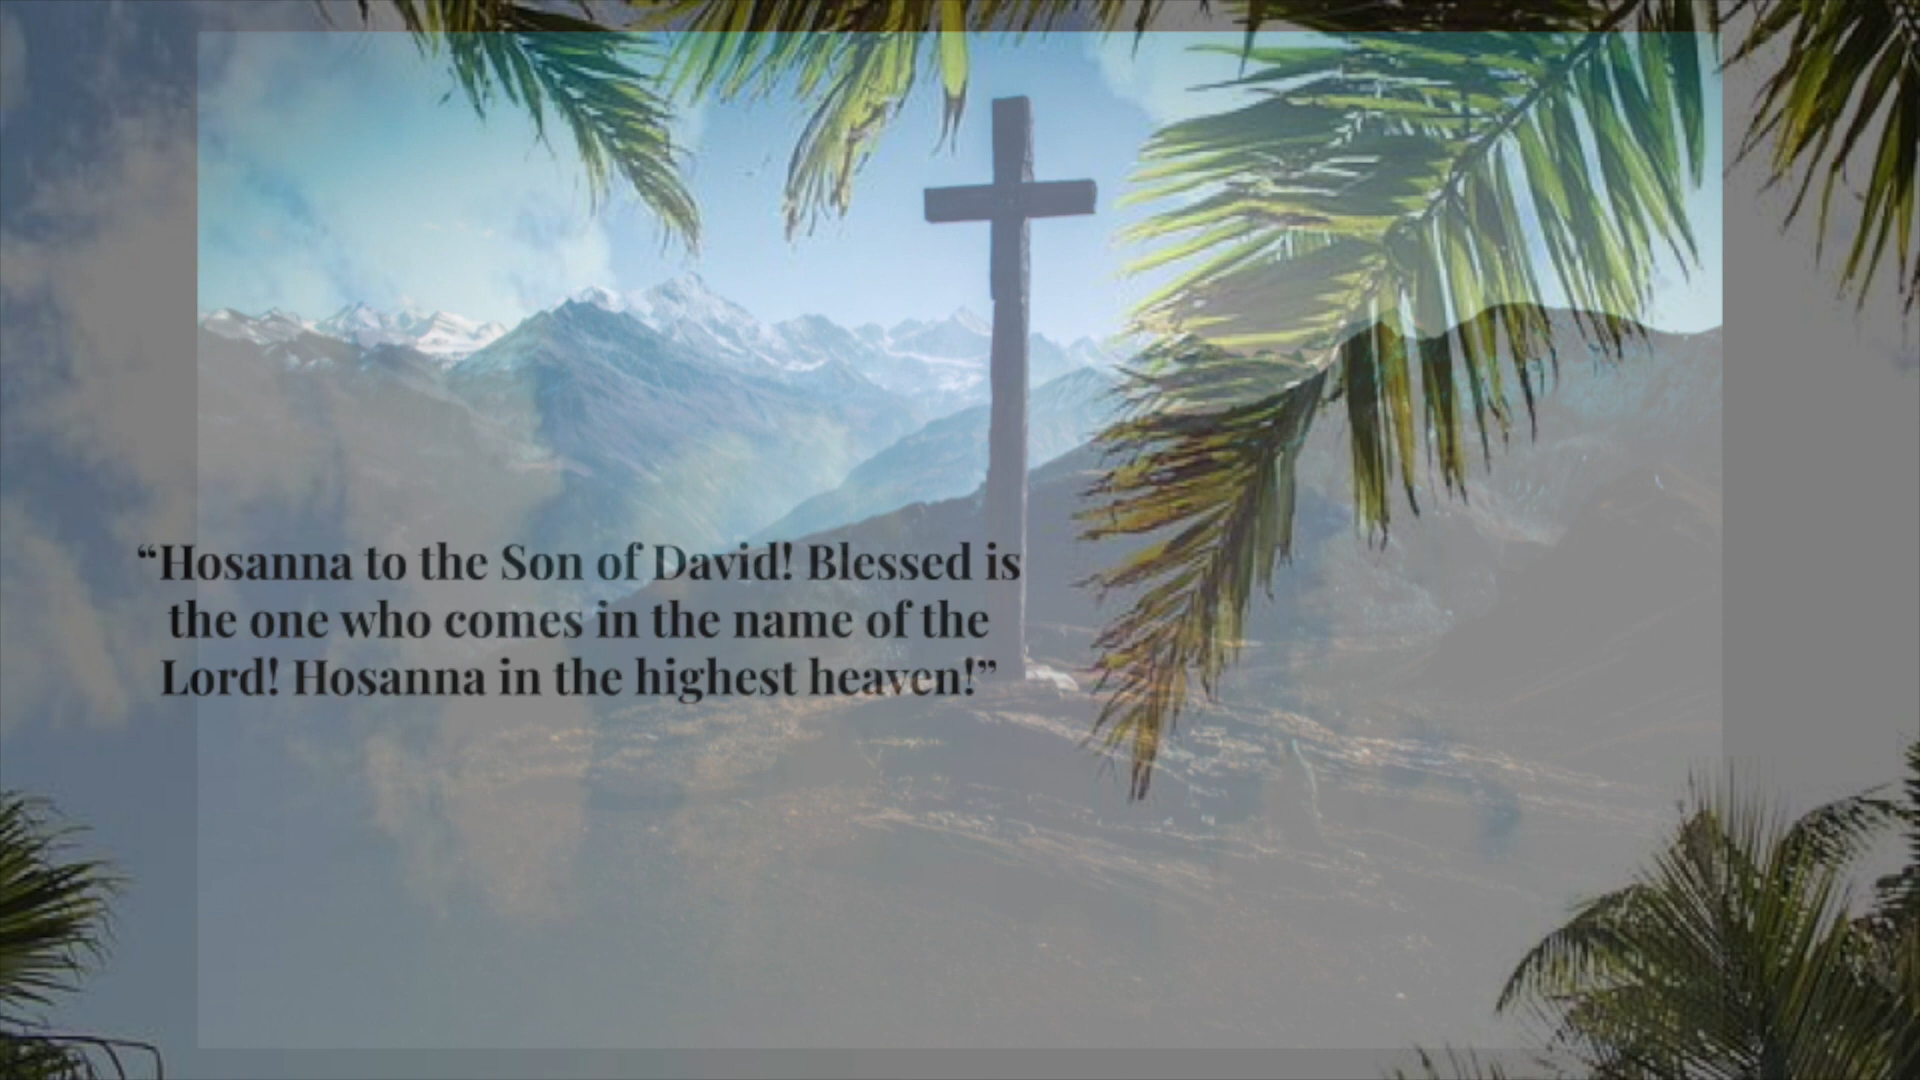 “Hosanna to the Son of David! Blessed is
the one who comes in the name of the
Lord! Hosanna in the highest heaven!”